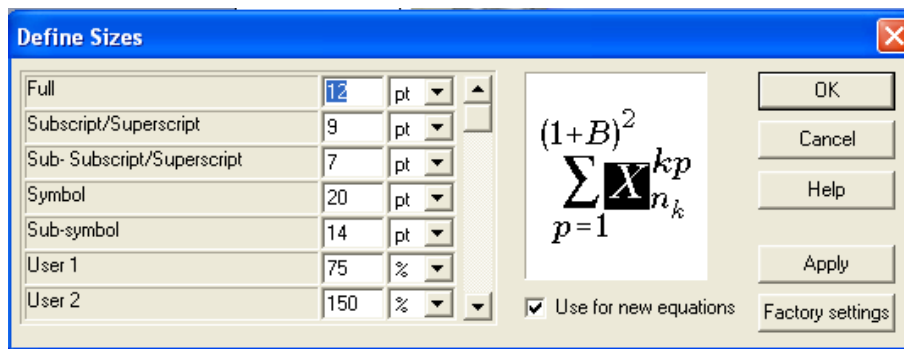 Define Sizes
Full 12 pt
Subscript/Superscript 9 pt
Sub- Subscript/Superscript 7 pt
Symbol 20 pt
Sub-symbol 14 pt
User 1 75 %
User 2 150 %
(1+B)²
∑ X kp
n k
p=1
Use for new equations
OK
Cancel
Help
Apply
Factory settings